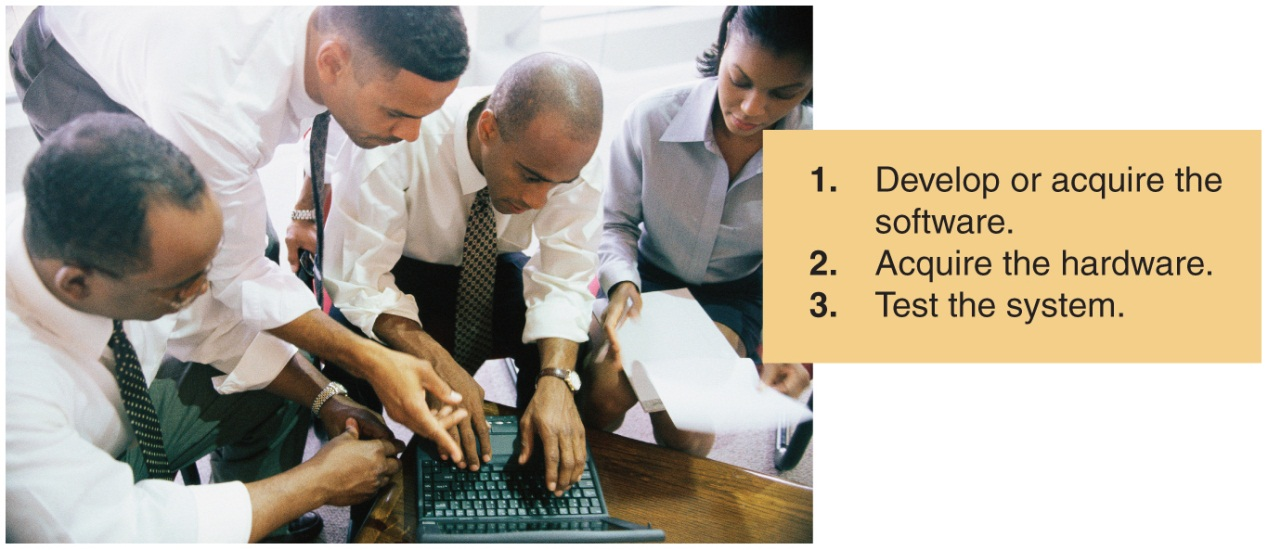 1. Develop or acquire the
software.
2. Acquire the hardware.
3. Test the system.